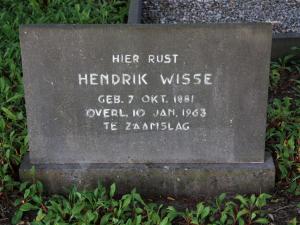 HIER RUST
HENDRIK WISSE
GEB. 7 OKT. 1881
OVERL. 10 JAN. 1963
TE ZAAMSLAG